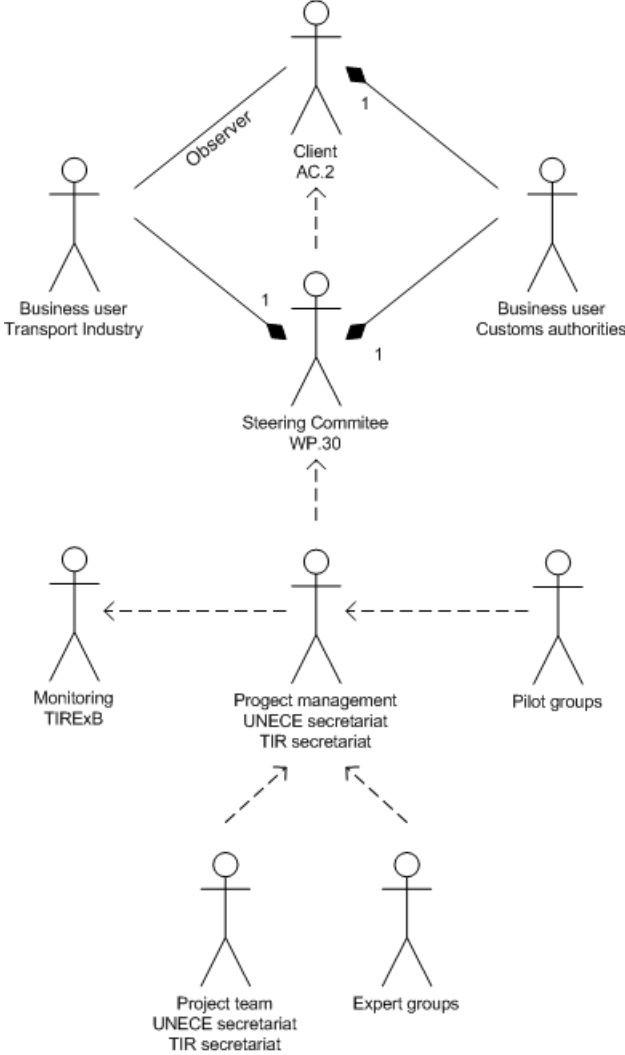 Observer
1
Client
AC.2
Business user
Transport Industry
Business user
Customs authorities
1
1
Steering Commitee
WP.30
Monitoring
TIRExB
Progect management
UNECE secretariat
TIR secretariat
Pilot groups
Project team
UNECE secretariat
TIR secretariat
Expert groups